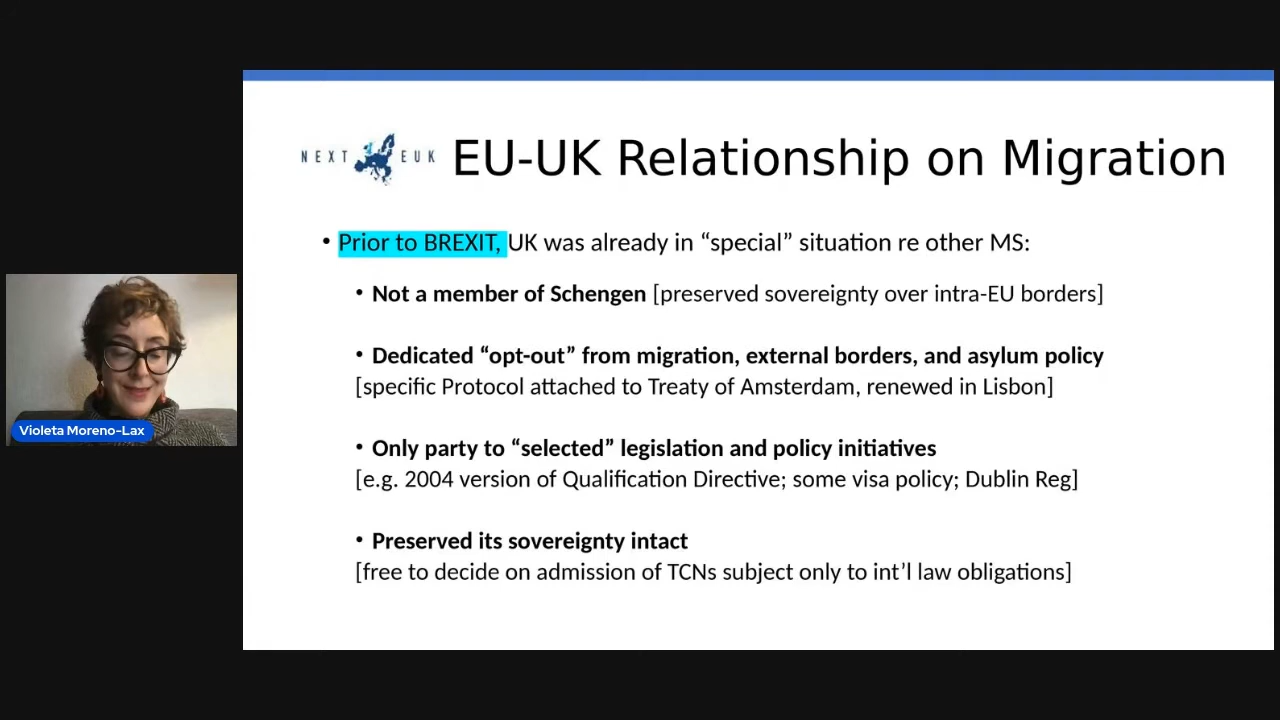 NEXT EUK
EU-UK Relationship on Migration
• Prior to BREXIT, UK was already in “special” situation re other MS:
• Not a member of Schengen [preserved sovereignty over intra-EU borders]
• Dedicated “opt-out” from migration, external borders, and asylum policy
[specific Protocol attached to Treaty of Amsterdam, renewed in Lisbon]
• Only party to “selected” legislation and policy initiatives
[e.g. 2004 version of Qualification Directive; some visa policy; Dublin Reg]
• Preserved its sovereignty intact
[free to decide on admission of TCNs subject only to int’l law obligations]
Violeta Moreno-Lax